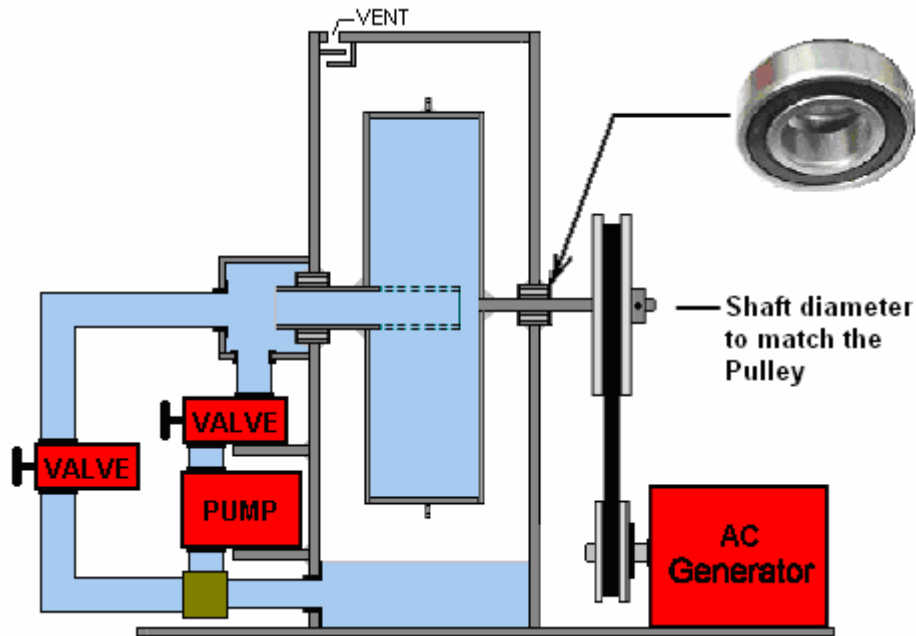 VENT
Shaft diameter
to match the
Pulley
VALVE
VALVE
PUMP
AC
Generator